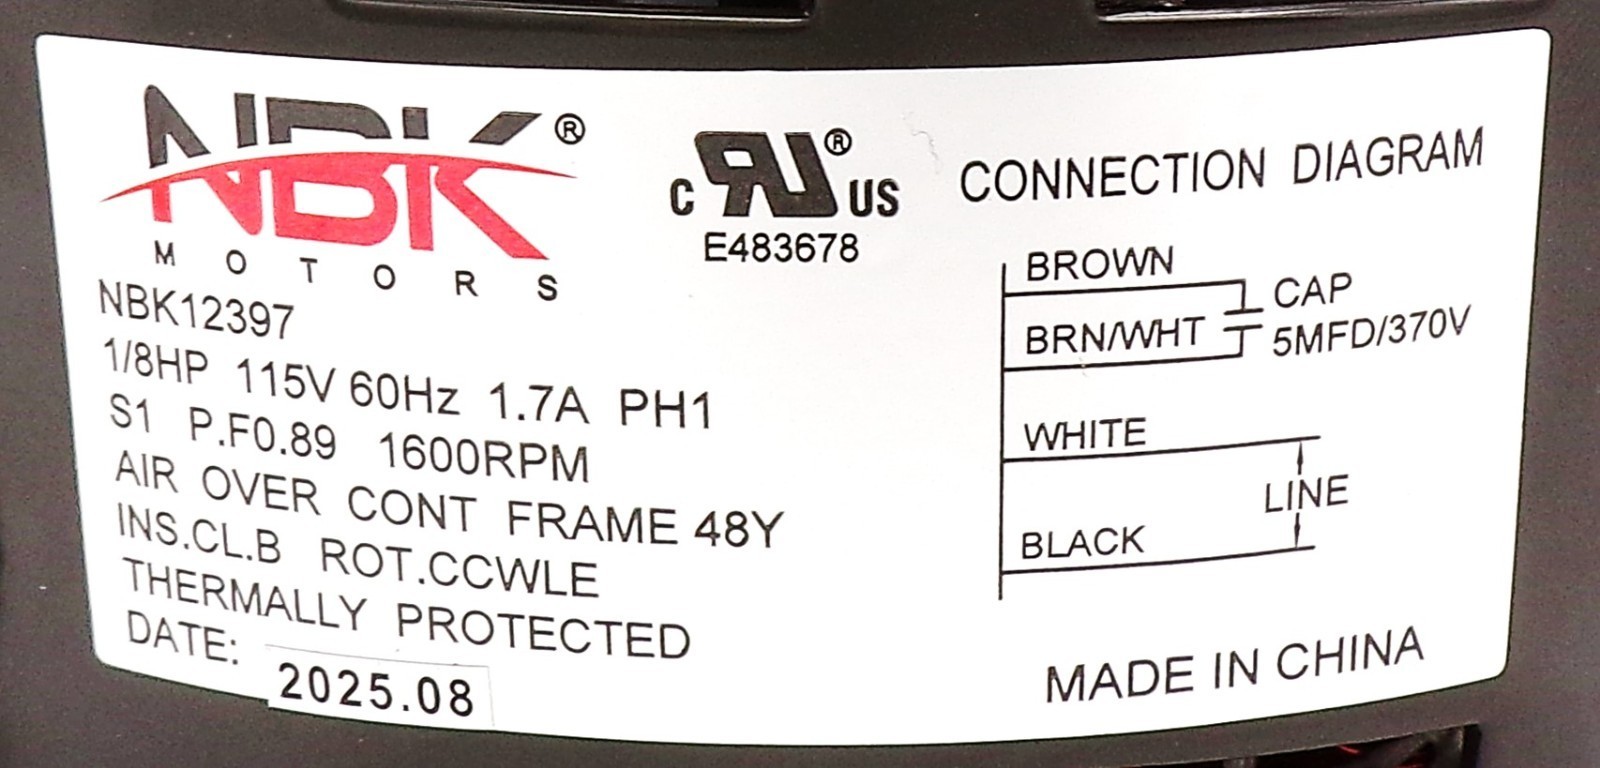 NBK®
MOTORS
NBK12397
1/8HP 115V 60Hz 1.7A PH1
S1 P.F0.89 1600RPM
AIR OVER CONT FRAME 48Y
INS.CL.B ROT.CCWLE
THERMALLY PROTECTED
DATE: 2025.08
C RU® US
E483678
CONNECTION DIAGRAM
BROWN
BRN/WHT
CAP
5MFD/370V
WHITE
LINE
BLACK
MADE IN CHINA